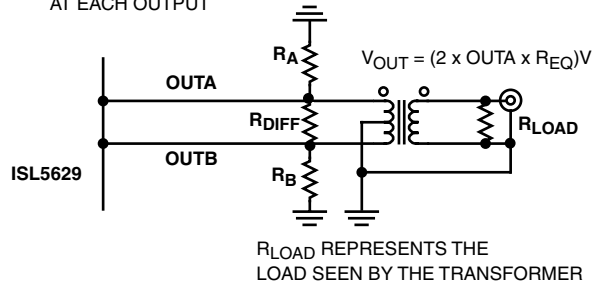 AT EACH OUTPUT
RA
VOUT = (2 x OUTA x REQ)V
OUTA
RDIFF
RLOAD
OUTB
ISL5629
RB
RLOAD REPRESENTS THE
LOAD SEEN BY THE TRANSFORMER